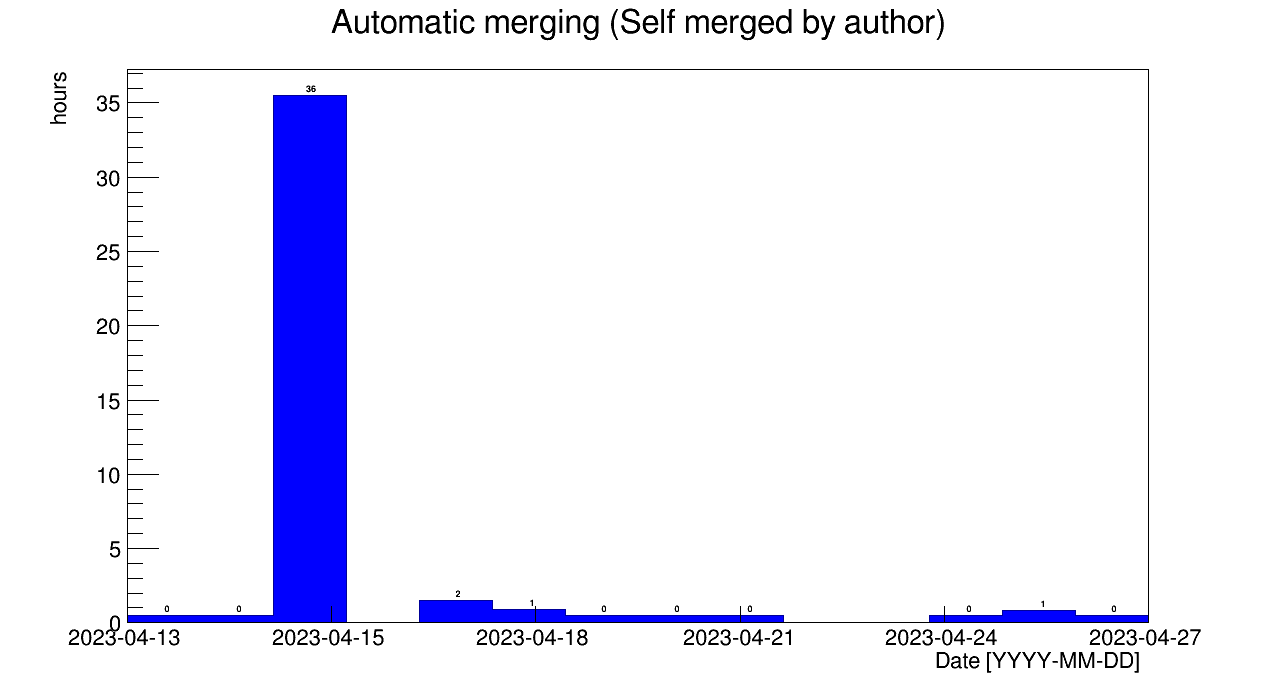 Automatic merging (Self merged by author)
hours
35
30
25
20
15
10
5
0
36
0 0 2 1 0 0 0 0 1 0
2023-04-13 2023-04-15 2023-04-18 2023-04-21 2023-04-24 2023-04-27
Date [YYYY-MM-DD]